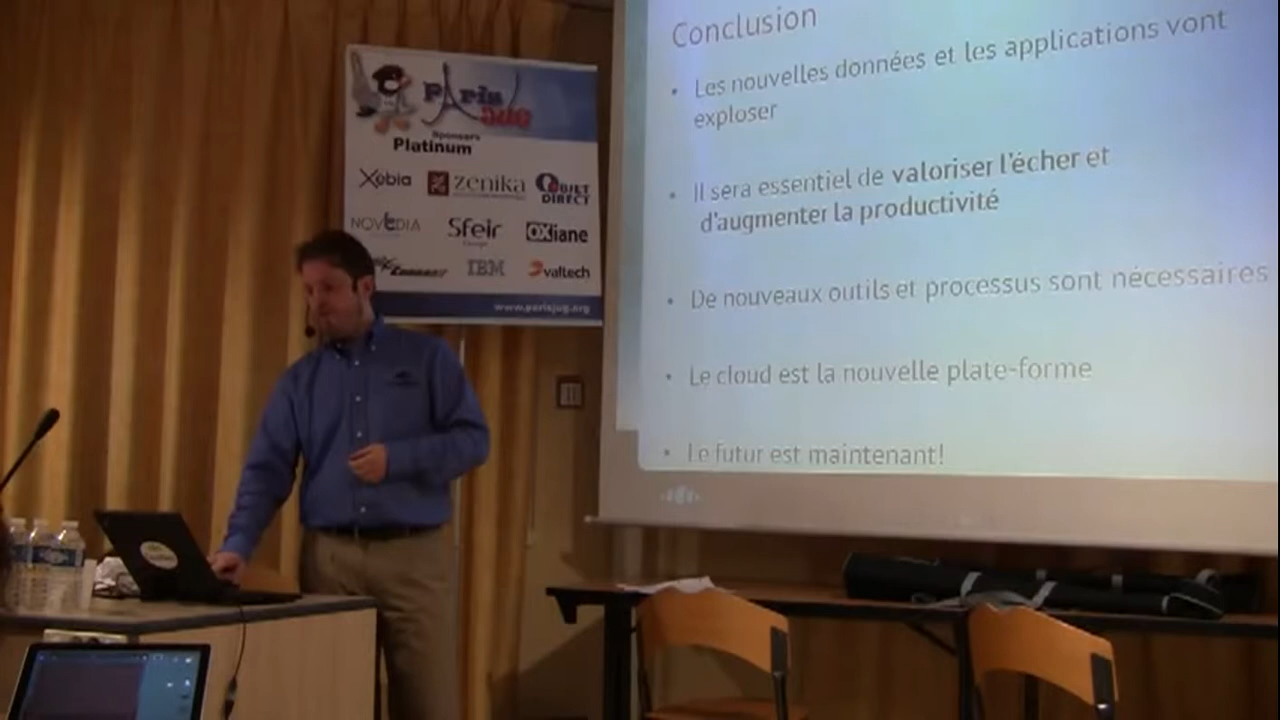 Paris
JUG
Sponsors
Platinum
Xebia
zenika
OBJET
DIRECT
NOVEDIA
Sfeir
OXiane
IBM
valtech
www.parisjug.org
Conclusion
• Les nouvelles données et les applications vont
exploser
• Il sera essentiel de valoriser l'écher et
d'augmenter la productivité
• De nouveaux outils et processus sont nécessaires
• Le cloud est la nouvelle plate-forme
• Le futur est maintenant!